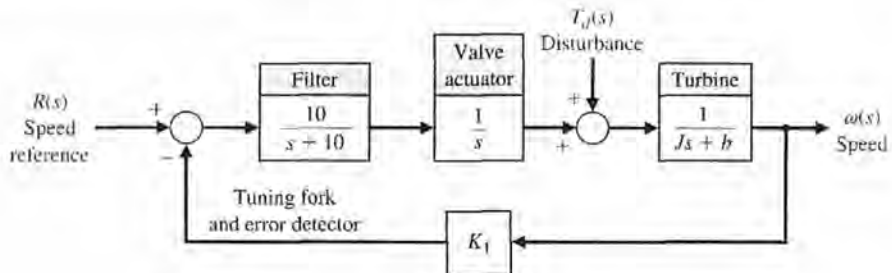 T_d(s)
Disturbance
Valve
actuator
Filter
Turbine
R(s)
Speed
reference
+
−
10
s + 10
1
s
+
+
1
Js + b
ω(s)
Speed
Tuning fork
and error detector
K₁